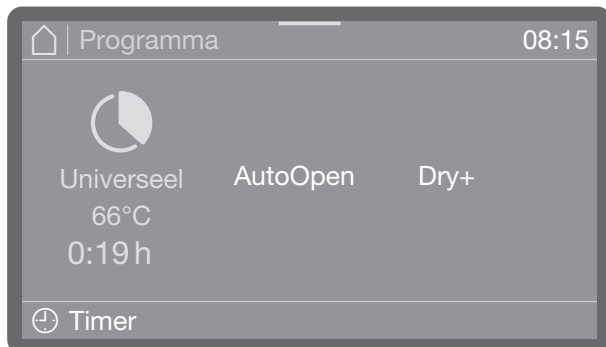 Programma 08:15
Universeel AutoOpen Dry+
66°C
0:19 h
Timer